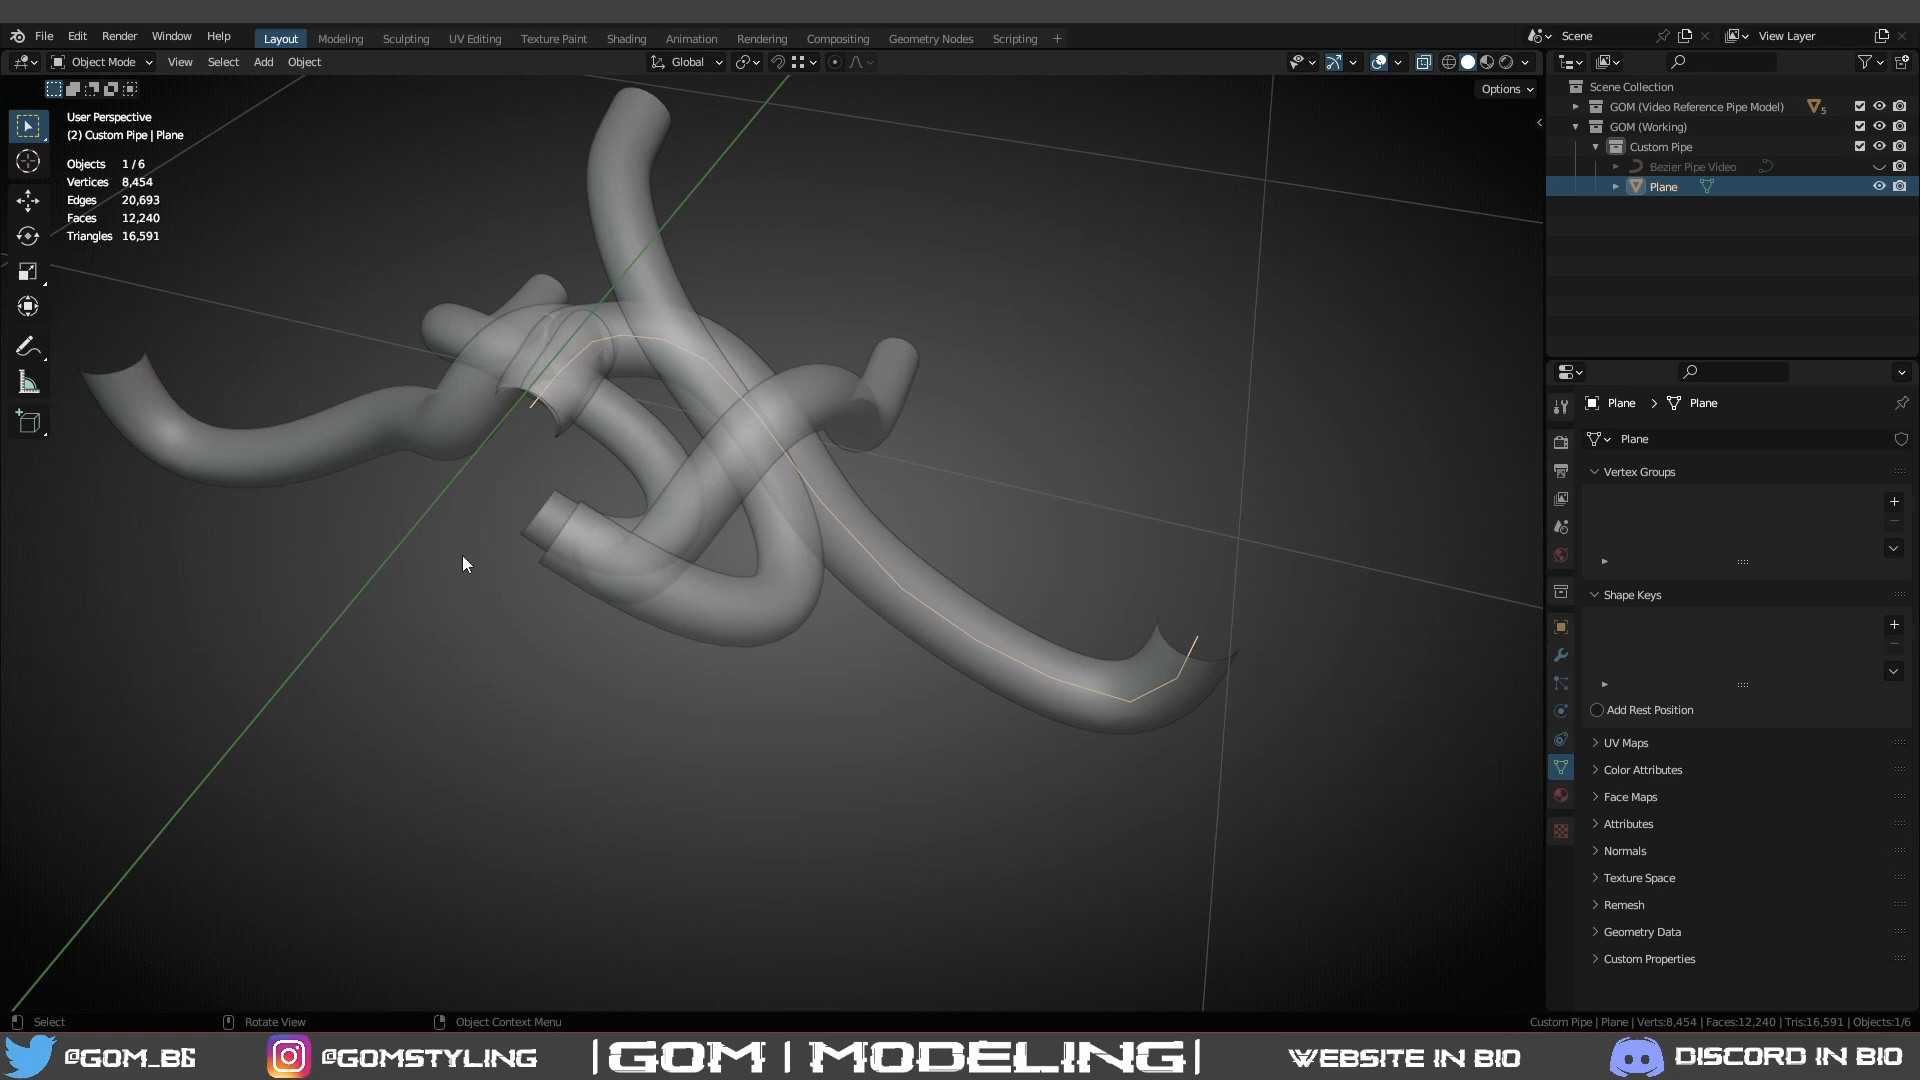 File Edit Render Window Help Layout Modeling Sculpting UV Editing Texture Paint Shading Animation Rendering Compositing Geometry Nodes Scripting + Scene View Layer
Object Mode View Select Add Object Global
Options
User Perspective
(2) Custom Pipe | Plane
Objects 1 / 6
Vertices 8,454
Edges 20,693
Faces 12,240
Triangles 16,591
Scene Collection
GOM (Video Reference Pipe Model) 5
GOM (Working)
Custom Pipe
Bezier Pipe Video
Plane
Plane > Plane
Plane
Vertex Groups
Shape Keys
Add Rest Position
UV Maps
Color Attributes
Face Maps
Attributes
Normals
Texture Space
Remesh
Geometry Data
Custom Properties
Select Rotate View Object Context Menu Custom Pipe | Plane | Verts:8,454 | Faces:12,240 | Tris:16,591 | Objects:1/6
@GOM_B6 @GOMSTYLING |GOM | MODELING| WEBSITE IN BIO DISCORD IN BIO